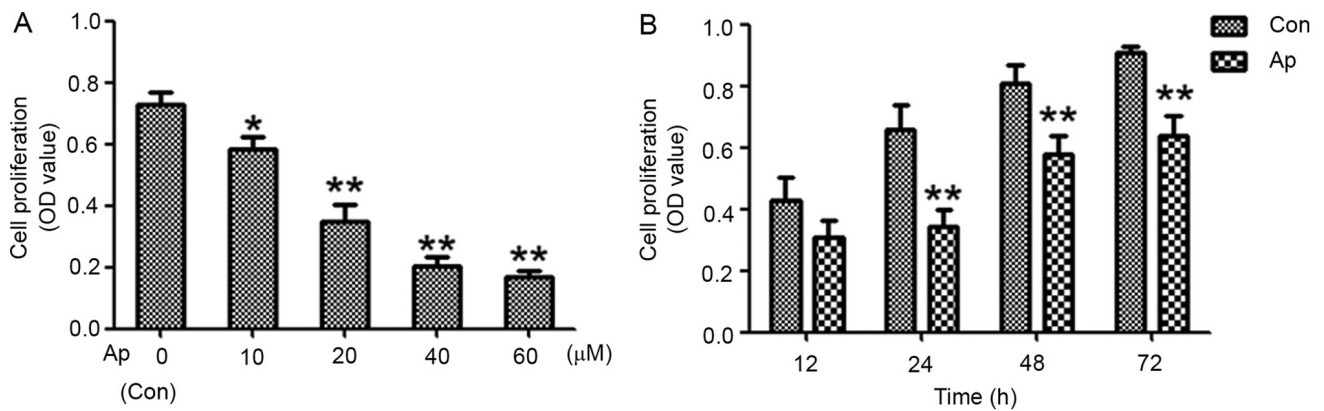 A
Cell proliferation
(OD value)
1.0
0.8
0.6
0.4
0.2
0.0
*
**
**
**
Ap 0 10 20 40 60 (μM)
(Con)
B
Cell proliferation
(OD value)
1.0
0.8
0.6
0.4
0.2
0.0
**
**
**
12 24 48 72
Time (h)
Con
Ap